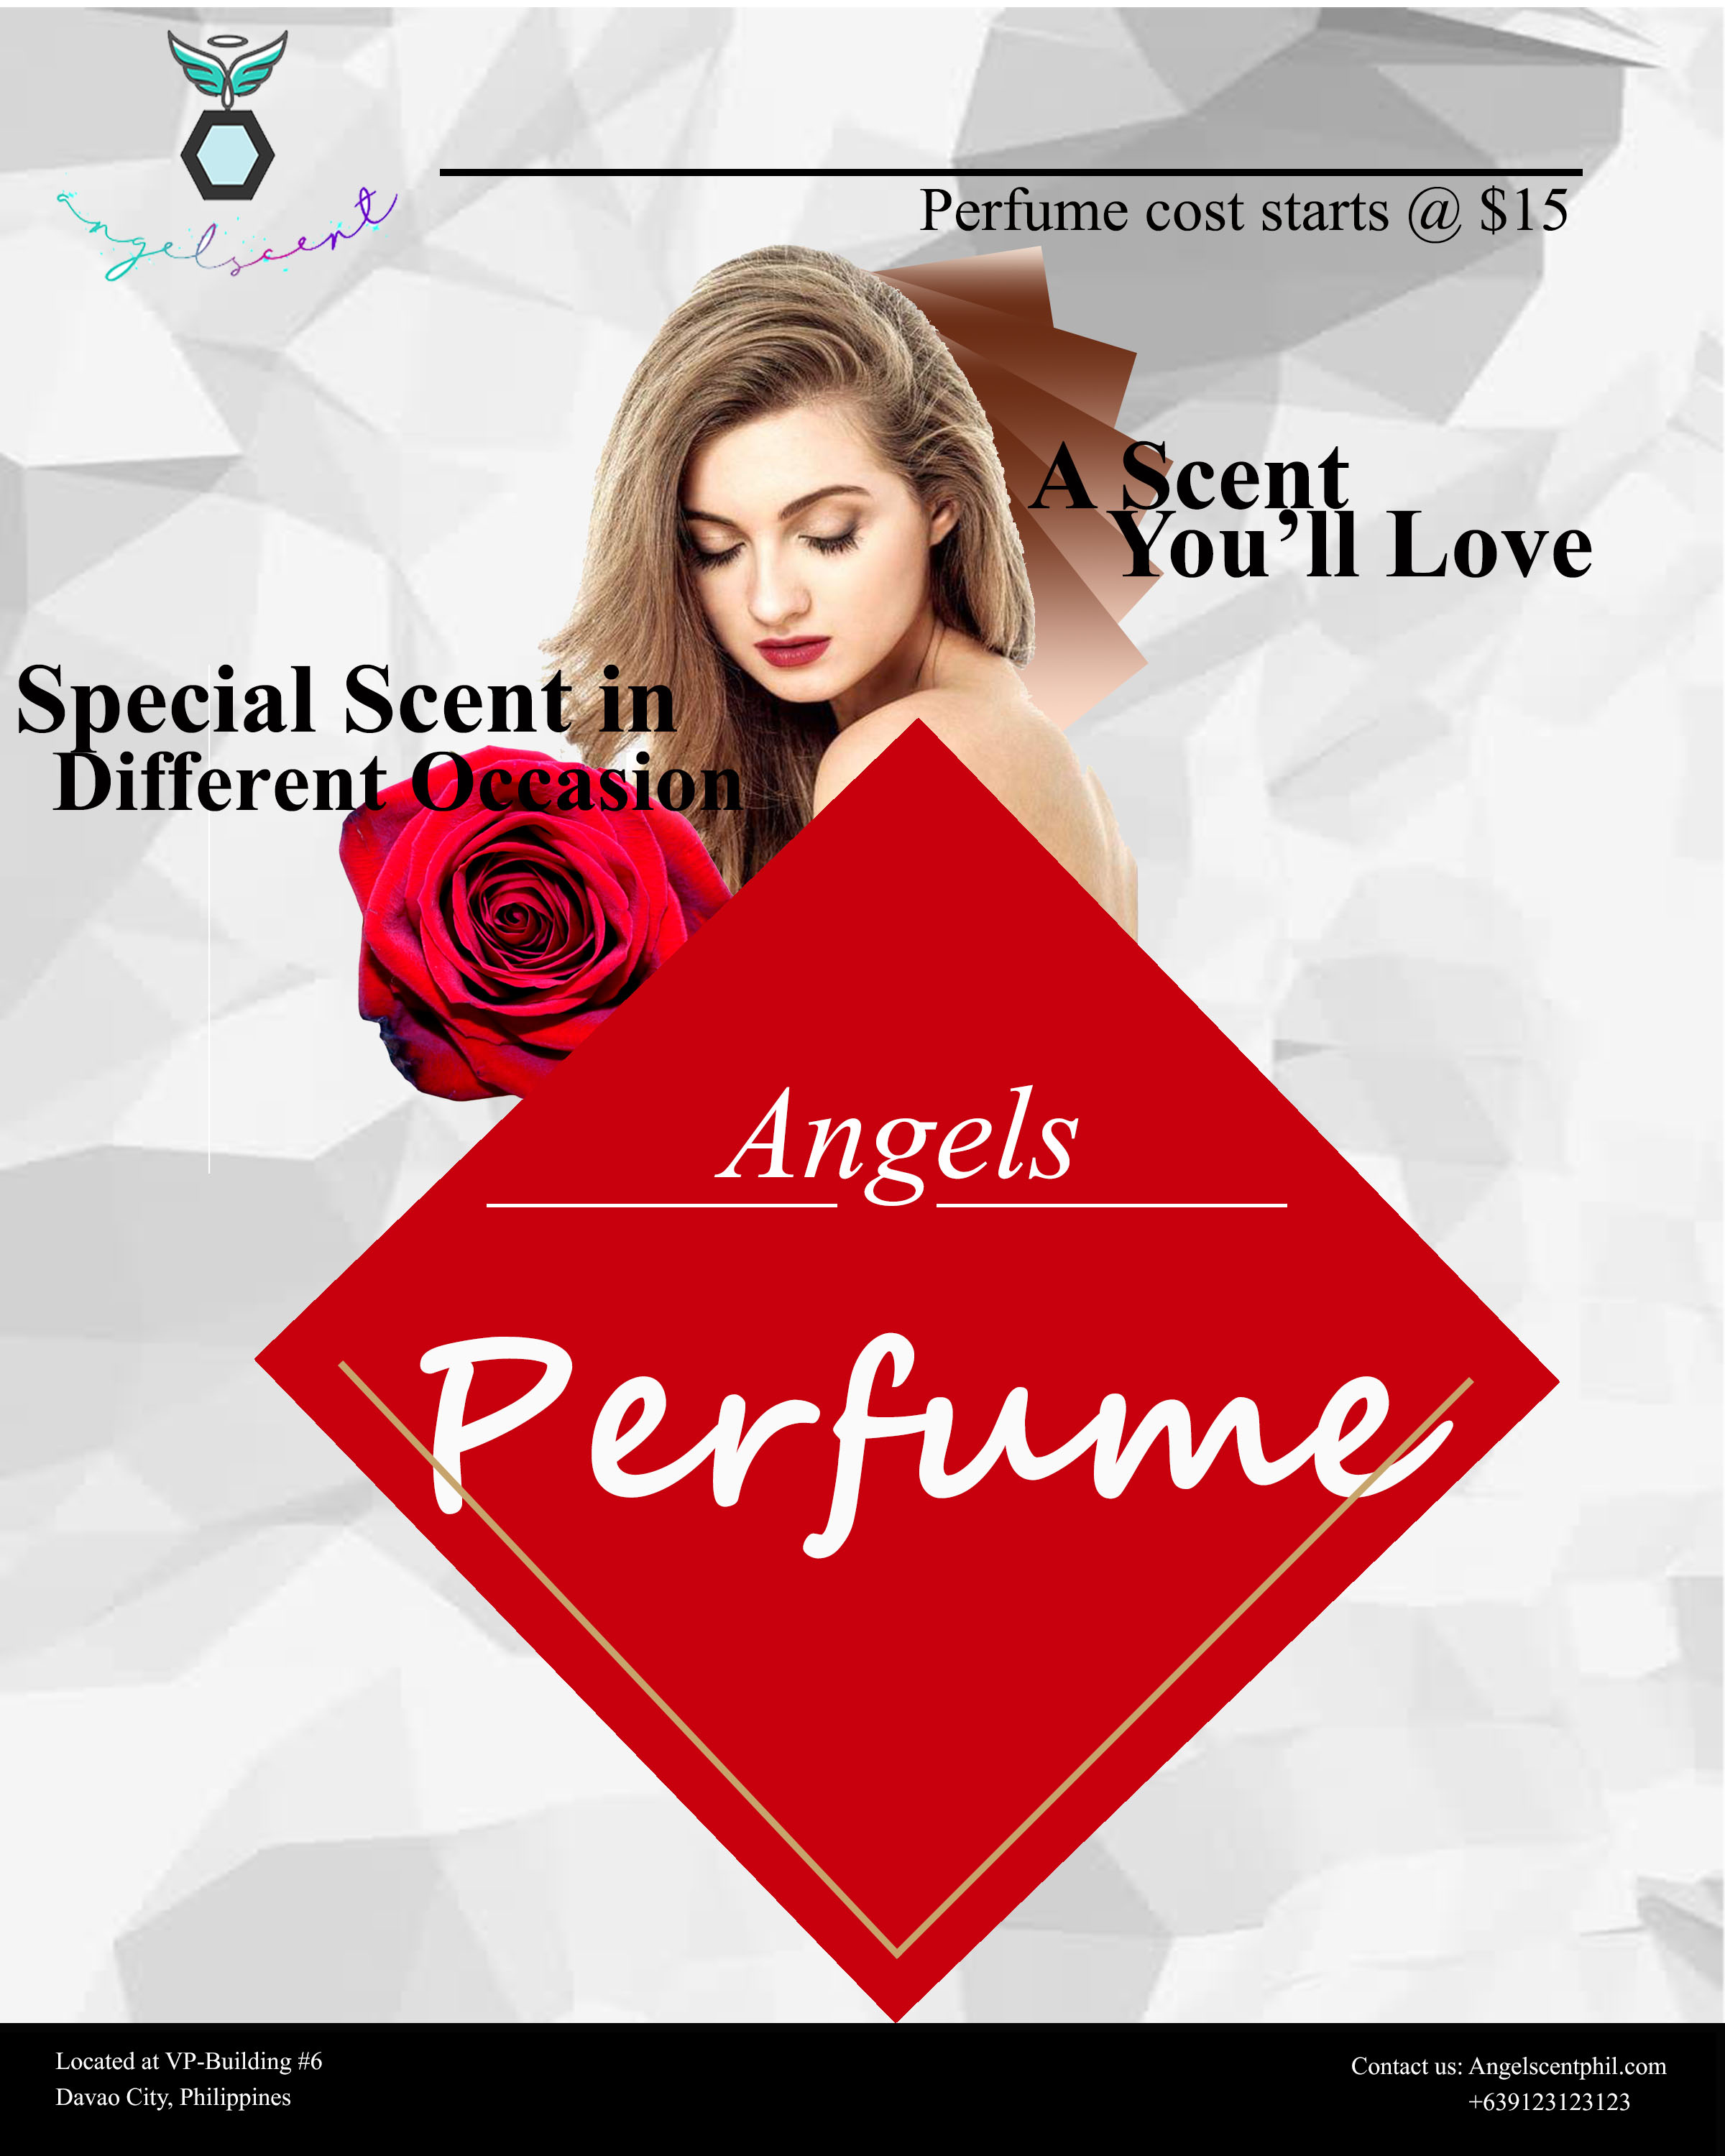 angelscent
Perfume cost starts @ $15
A Scent
You’ll Love
Special Scent in
Different Occasion
Angels
Perfume
Located at VP-Building #6
Davao City, Philippines
Contact us: Angelscentphil.com
+639123123123